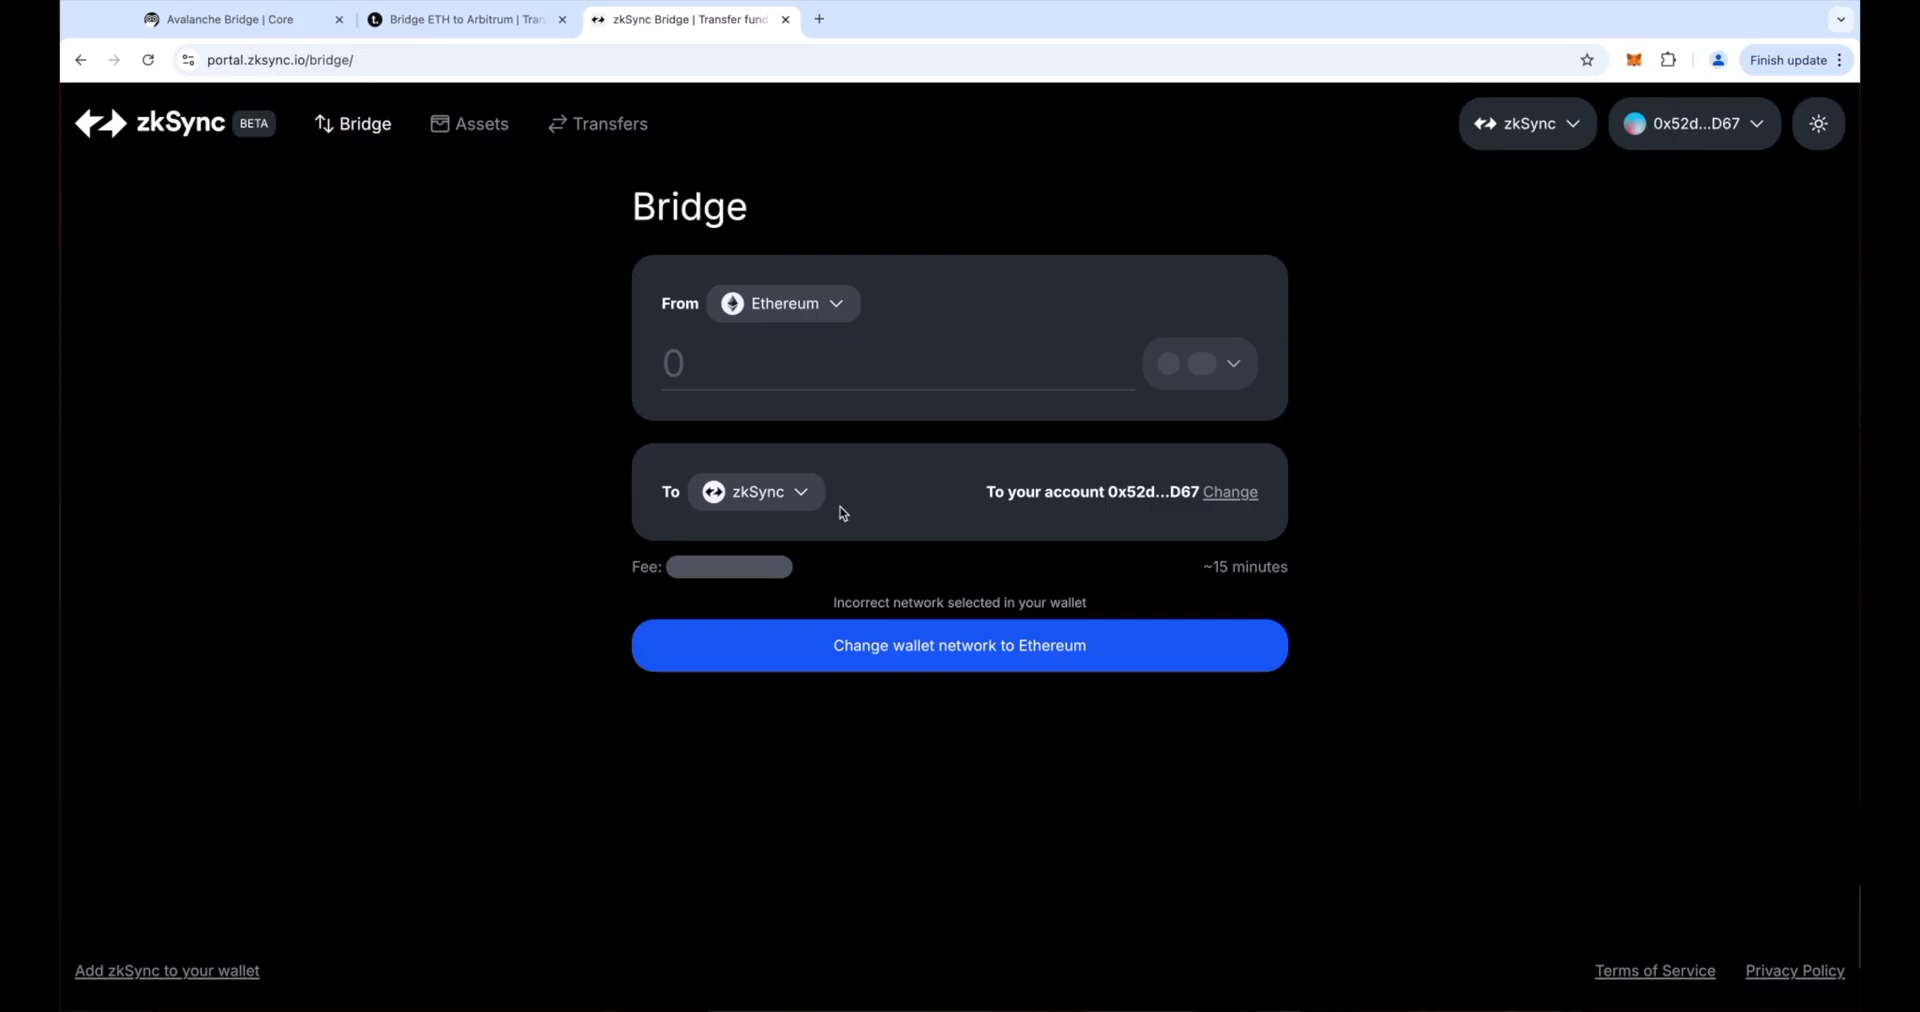 Avalanche Bridge | Core
Bridge ETH to Arbitrum | Tran
zkSync Bridge | Transfer fund
portal.zksync.io/bridge/
Finish update
zkSync BETA
Bridge
Assets
Transfers
zkSync
0x52d...D67
Bridge
From Ethereum
0
To zkSync
To your account 0x52d...D67 Change
Fee:
~15 minutes
Incorrect network selected in your wallet
Change wallet network to Ethereum
Add zkSync to your wallet
Terms of Service
Privacy Policy